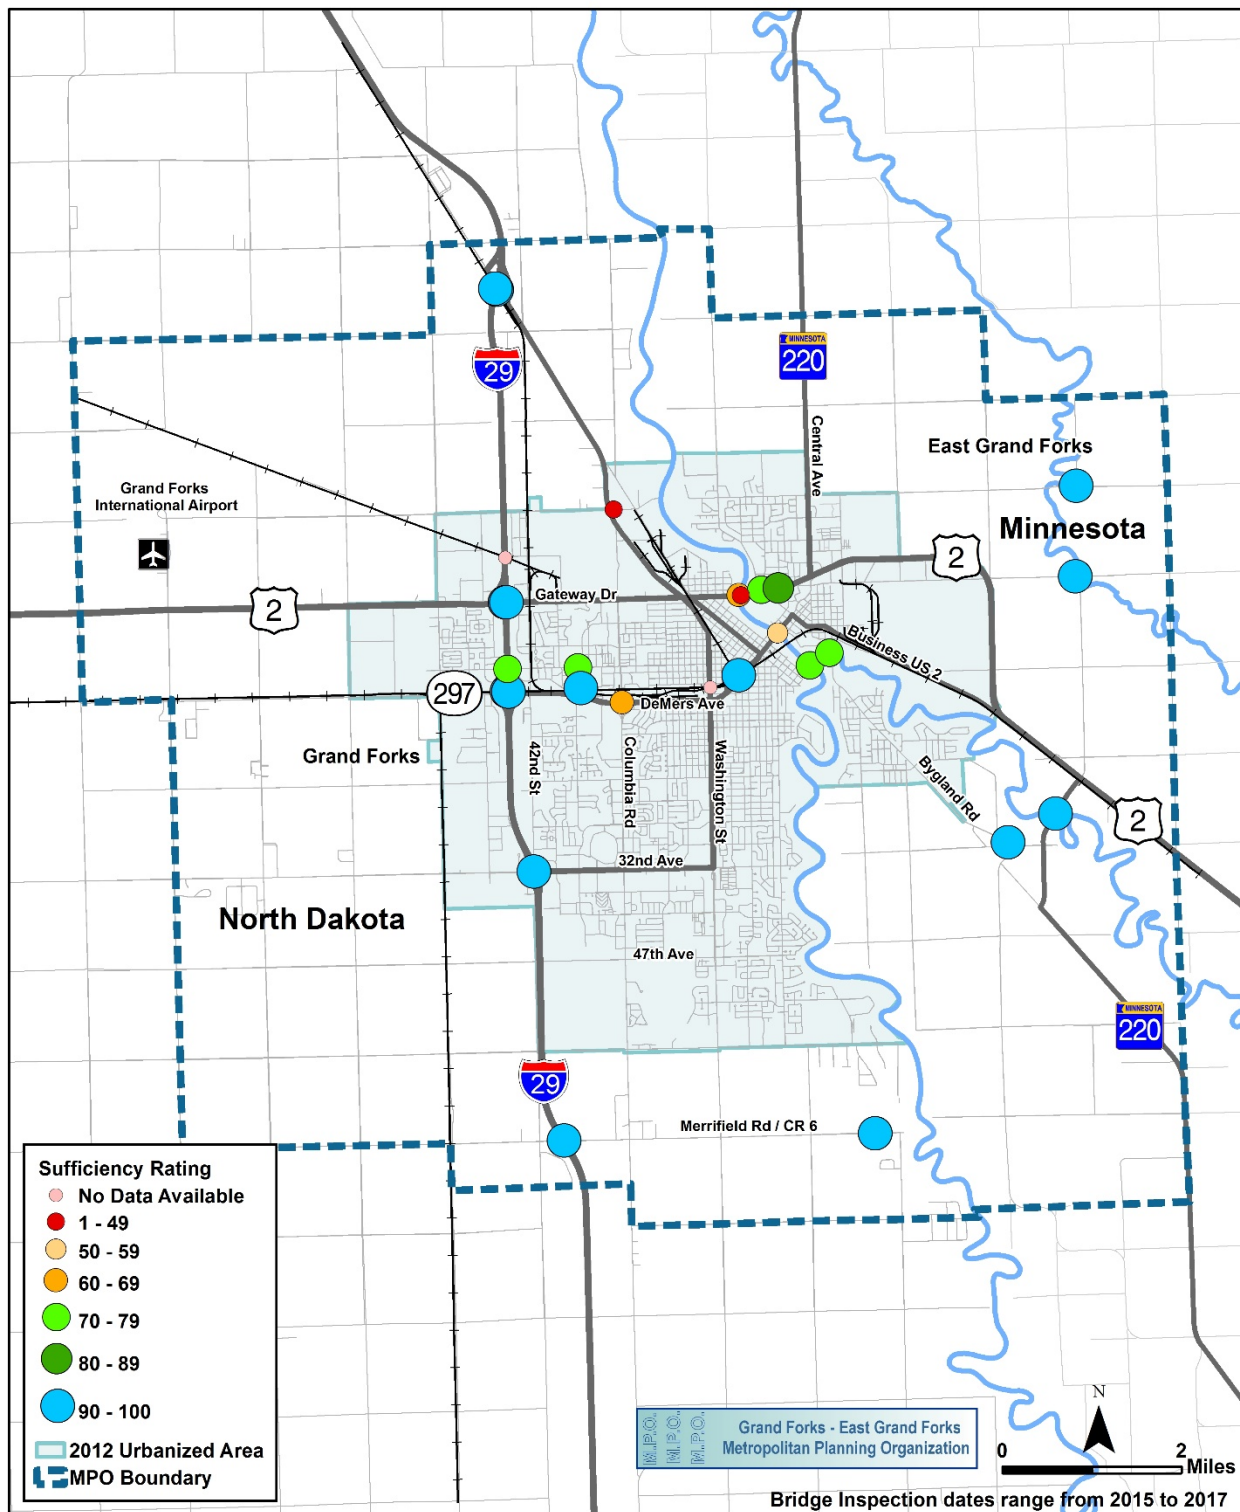 29
MINNESOTA
220
Central Ave
East Grand Forks
Grand Forks
International Airport
Minnesota
2
2
Gateway Dr
Business US 2
297
DeMers Ave
Grand Forks
42nd St
Columbia Rd
Washington St
Bygland Rd
2
32nd Ave
North Dakota
47th Ave
MINNESOTA
220
29
Merrifield Rd / CR 6
Sufficiency Rating
No Data Available
1 - 49
50 - 59
60 - 69
70 - 79
80 - 89
90 - 100
2012 Urbanized Area
MPO Boundary
M.P.O.
M.P.O.
M.P.O.
Grand Forks - East Grand Forks
Metropolitan Planning Organization
N
0 2
Miles
Bridge Inspection dates range from 2015 to 2017